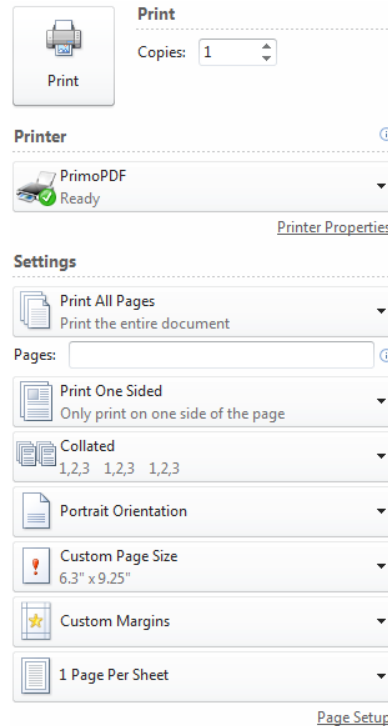 Print
Print
Copies: 1
Printer
PrimoPDF
Ready
Printer Properties
Settings
Print All Pages
Print the entire document
Pages:
Print One Sided
Only print on one side of the page
Collated
1,2,3 1,2,3 1,2,3
Portrait Orientation
Custom Page Size
6.3" x 9.25"
Custom Margins
1 Page Per Sheet
Page Setup